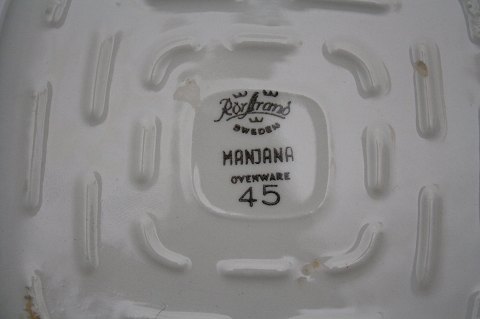 Rörstrand
SWEDEN
MANJANA
OVENWARE
45